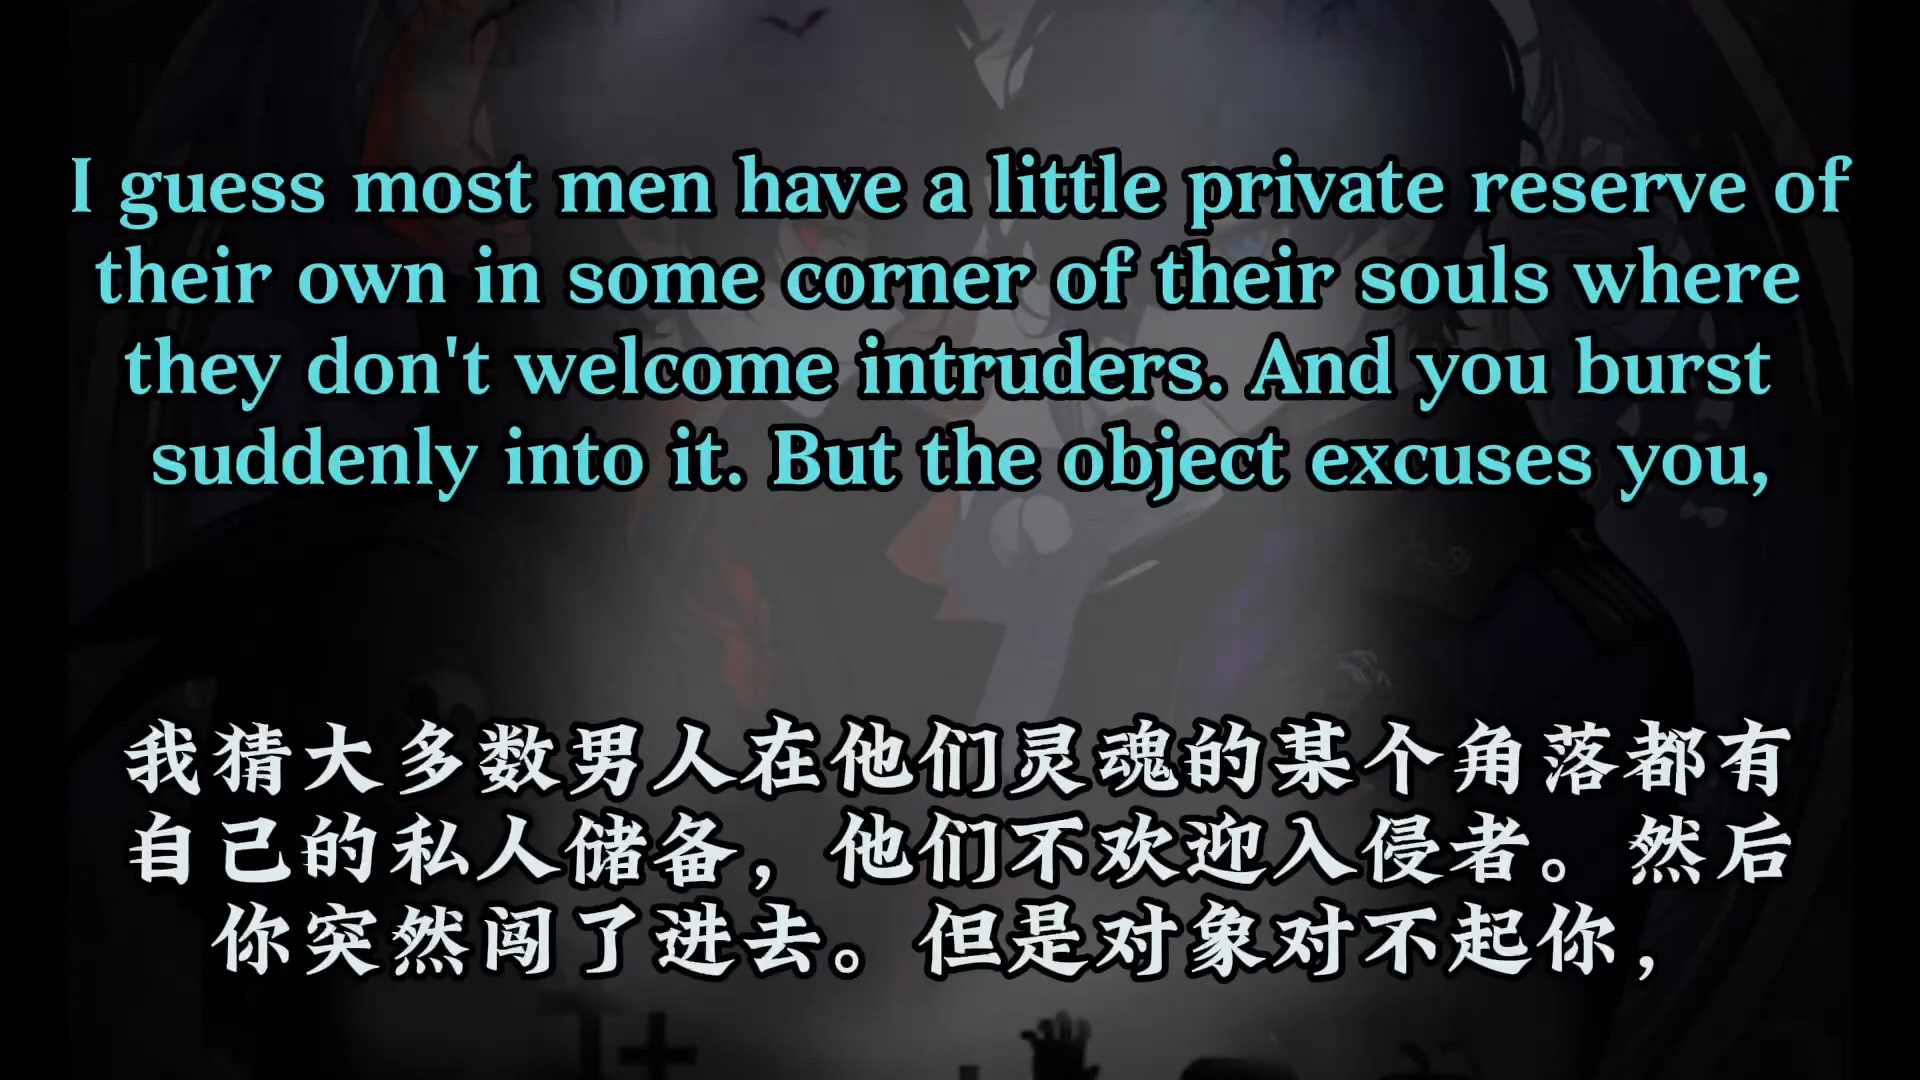 I guess most men have a little private reserve of
their own in some corner of their souls where
they don't welcome intruders. And you burst
suddenly into it. But the object excuses you,
我猜大多数男人在他们灵魂的某个角落都有
自己的私人储备，他们不欢迎入侵者。然后
你突然闯了进去。但是对象对不起你，